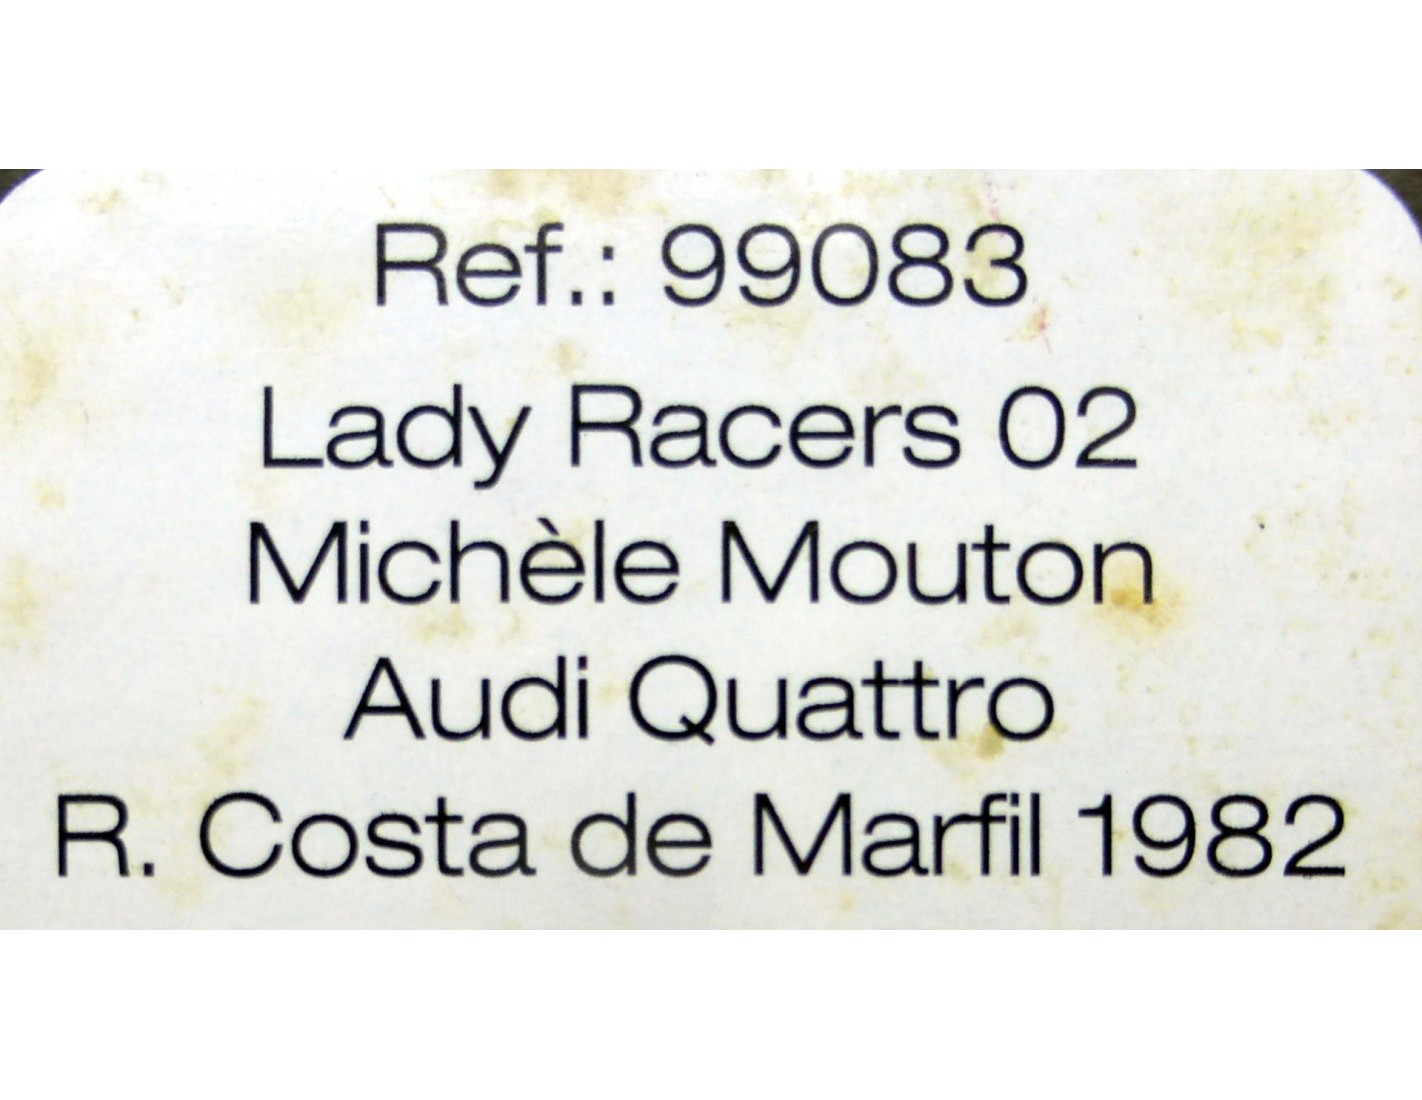 Ref.: 99083
Lady Racers 02
Michèle Mouton
Audi Quattro
R. Costa de Marfil 1982